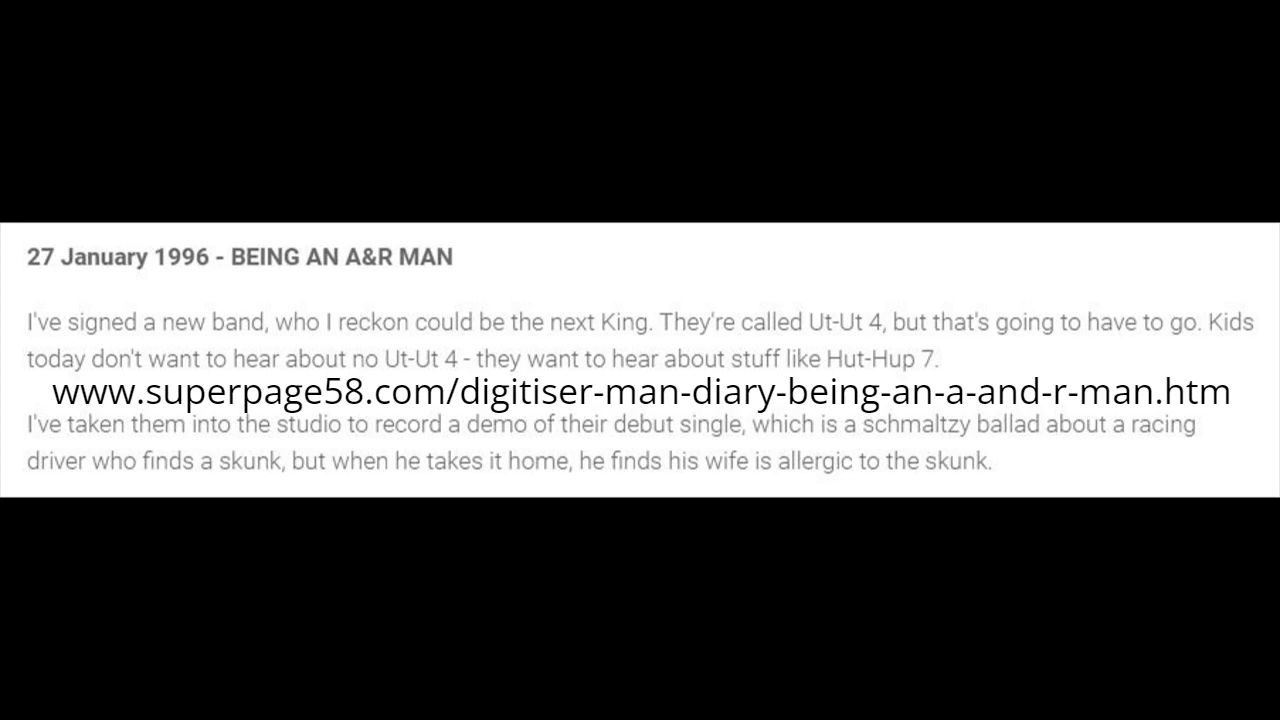 27 January 1996 - BEING AN A&R MAN
I've signed a new band, who I reckon could be the next King. They're called Ut-Ut 4, but that's going to have to go. Kids
today don't want to hear about no Ut-Ut 4 - they want to hear about stuff like Hut-Hup 7.
www.superpage58.com/digitiser-man-diary-being-an-a-and-r-man.htm
I've taken them into the studio to record a demo of their debut single, which is a schmaltzy ballad about a racing
driver who finds a skunk, but when he takes it home, he finds his wife is allergic to the skunk.